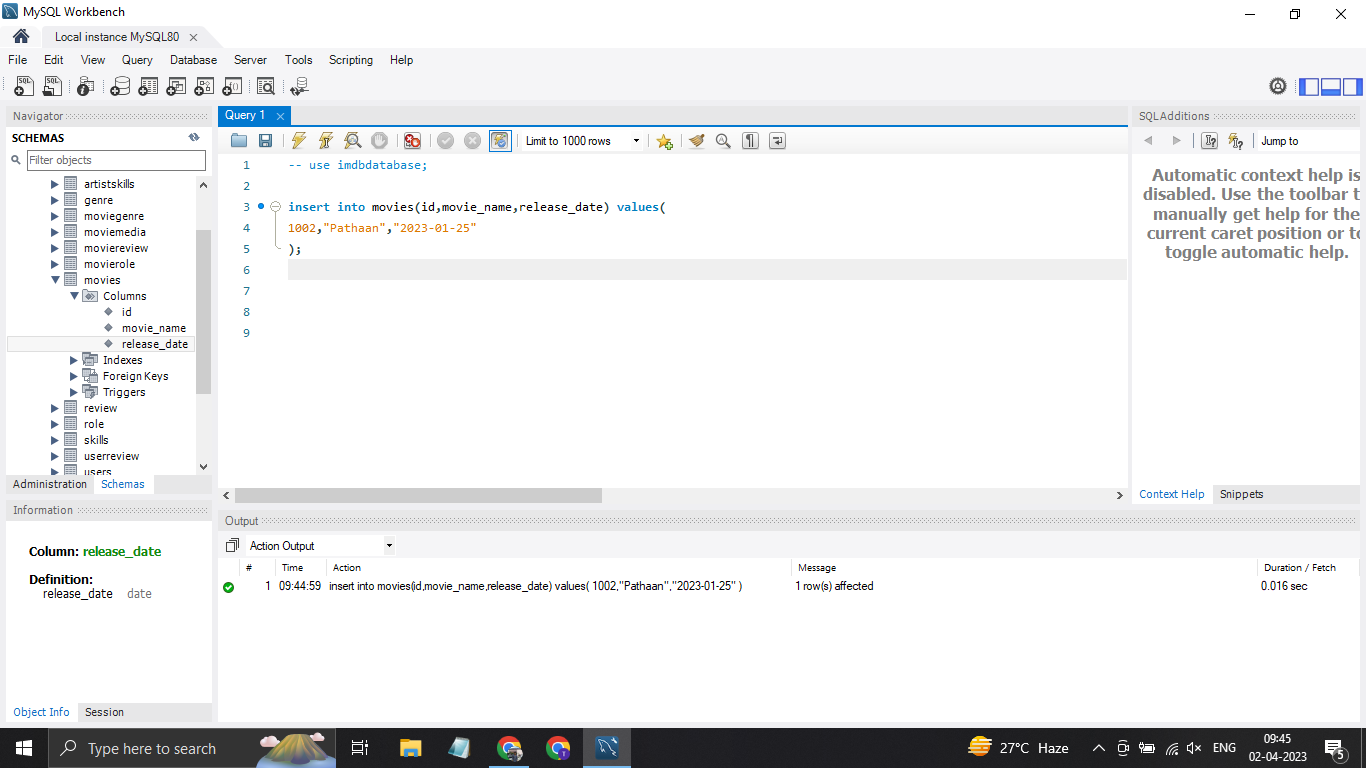 MySQL Workbench
Local instance MySQL80
File Edit View Query Database Server Tools Scripting Help
Navigator
SCHEMAS
Filter objects
artistskills
genre
moviegenre
moviemedia
moviereview
movierole
movies
Columns
id
movie_name
release_date
Indexes
Foreign Keys
Triggers
review
role
skills
userreview
users
Administration Schemas
Information
Column: release_date
Definition:
release_date date
Object Info Session
Query 1
Limit to 1000 rows
1 -- use imdbdatabase;
2
3 insert into movies(id,movie_name,release_date) values(
4 1002,"Pathaan","2023-01-25"
5 );
6
7
8
9
SQLAdditions
Jump to
Automatic context help is
disabled. Use the toolbar t
manually get help for the
current caret position or to
toggle automatic help.
Context Help Snippets
Output
Action Output
# Time Action Message Duration / Fetch
1 09:44:59 insert into movies(id,movie_name,release_date) values( 1002,"Pathaan","2023-01-25" ) 1 row(s) affected 0.016 sec
Type here to search
27°C Haze
ENG
09:45
02-04-2023
5